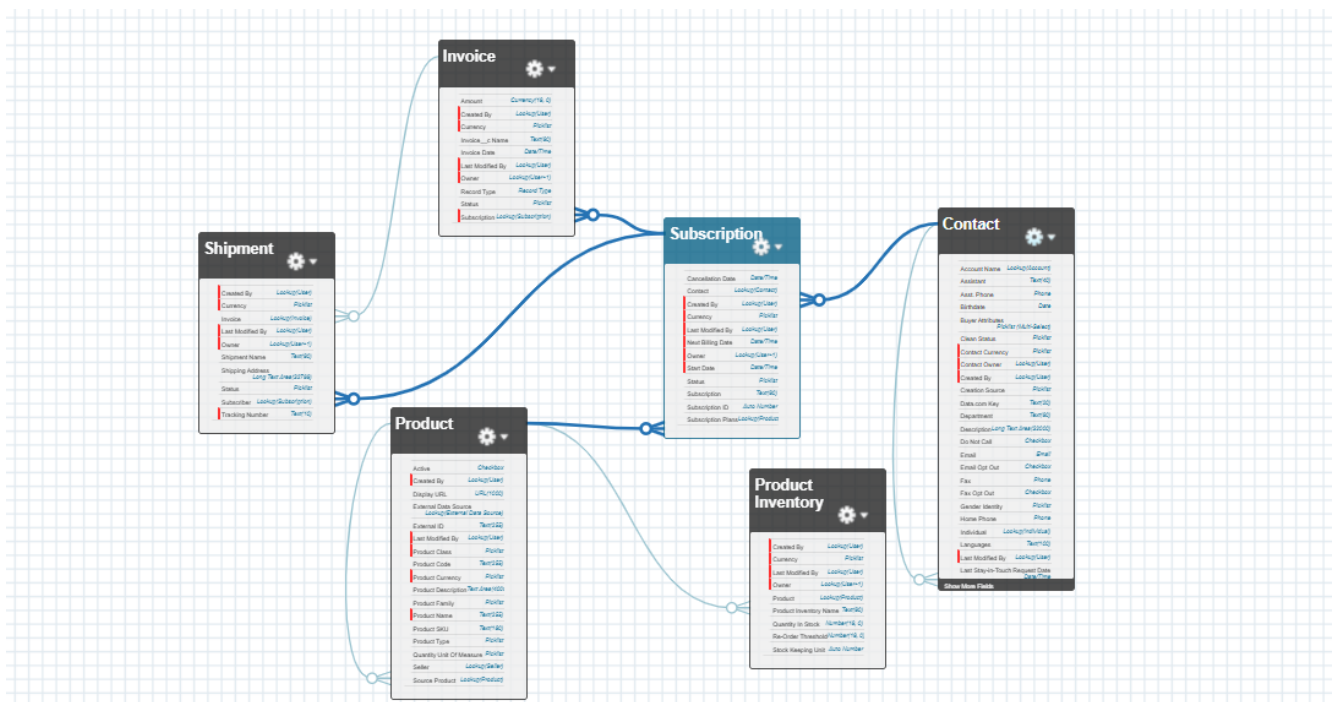 Invoice
Amount Currency(16, 0)
Created By Lookup(User)
Currency Picklist
Invoice__c Name Text(80)
Invoice Date Date/Time
Last Modified By Lookup(User)
Owner Lookup(User+1)
Record Type Record Type
Status Picklist
Subscription Lookup(Subscription)
Shipment
Created By Lookup(User)
Currency Picklist
Invoice Lookup(Invoice)
Last Modified By Lookup(User)
Owner Lookup(User+1)
Shipment Name Text(80)
Shipping Address
Long Text Area(32768)
Status Picklist
Subscriber Lookup(Subscription)
Tracking Number Text(10)
Subscription
Cancellation Date Date/Time
Contact Lookup(Contact)
Created By Lookup(User)
Currency Picklist
Last Modified By Lookup(User)
Next Billing Date Date/Time
Owner Lookup(User+1)
Start Date Date/Time
Status Picklist
Subscription Text(80)
Subscription ID Auto Number
Subscription Plans Lookup(Product
Contact
Account Name Lookup(Account)
Assistant Text(40)
Asst. Phone Phone
Birthdate Date
Buyer Attributes
Picklist (Multi-Select)
Clean Status Picklist
Contact Currency Picklist
Contact Owner Lookup(User)
Created By Lookup(User)
Creation Source Picklist
Data.com Key Text(20)
Department Text(80)
Description Long Text Area(32000)
Do Not Call Checkbox
Email Email
Email Opt Out Checkbox
Fax Phone
Fax Opt Out Checkbox
Gender Identity Picklist
Home Phone Phone
Individual Lookup(Individual)
Languages Text(100)
Last Modified By Lookup(User)
Last Stay-in-Touch Request Date
Date/Time
Show More Fields
Product
Active Checkbox
Created By Lookup(User)
Display URL URL(1000)
External Data Source
Lookup(External Data Source)
External ID Text(255)
Last Modified By Lookup(User)
Product Class Picklist
Product Code Text(255)
Product Currency Picklist
Product Description Text Area(4000)
Product Family Picklist
Product Name Text(255)
Product SKU Text(180)
Product Type Picklist
Quantity Unit Of Measure Picklist
Seller Lookup(Seller)
Source Product Lookup(Product)
Product
Inventory
Created By Lookup(User)
Currency Picklist
Last Modified By Lookup(User)
Owner Lookup(User+1)
Product Lookup(Product)
Product Inventory Name Text(80)
Quantity In Stock Number(18, 0)
Re-Order Threshold Number(18, 0)
Stock Keeping Unit Auto Number